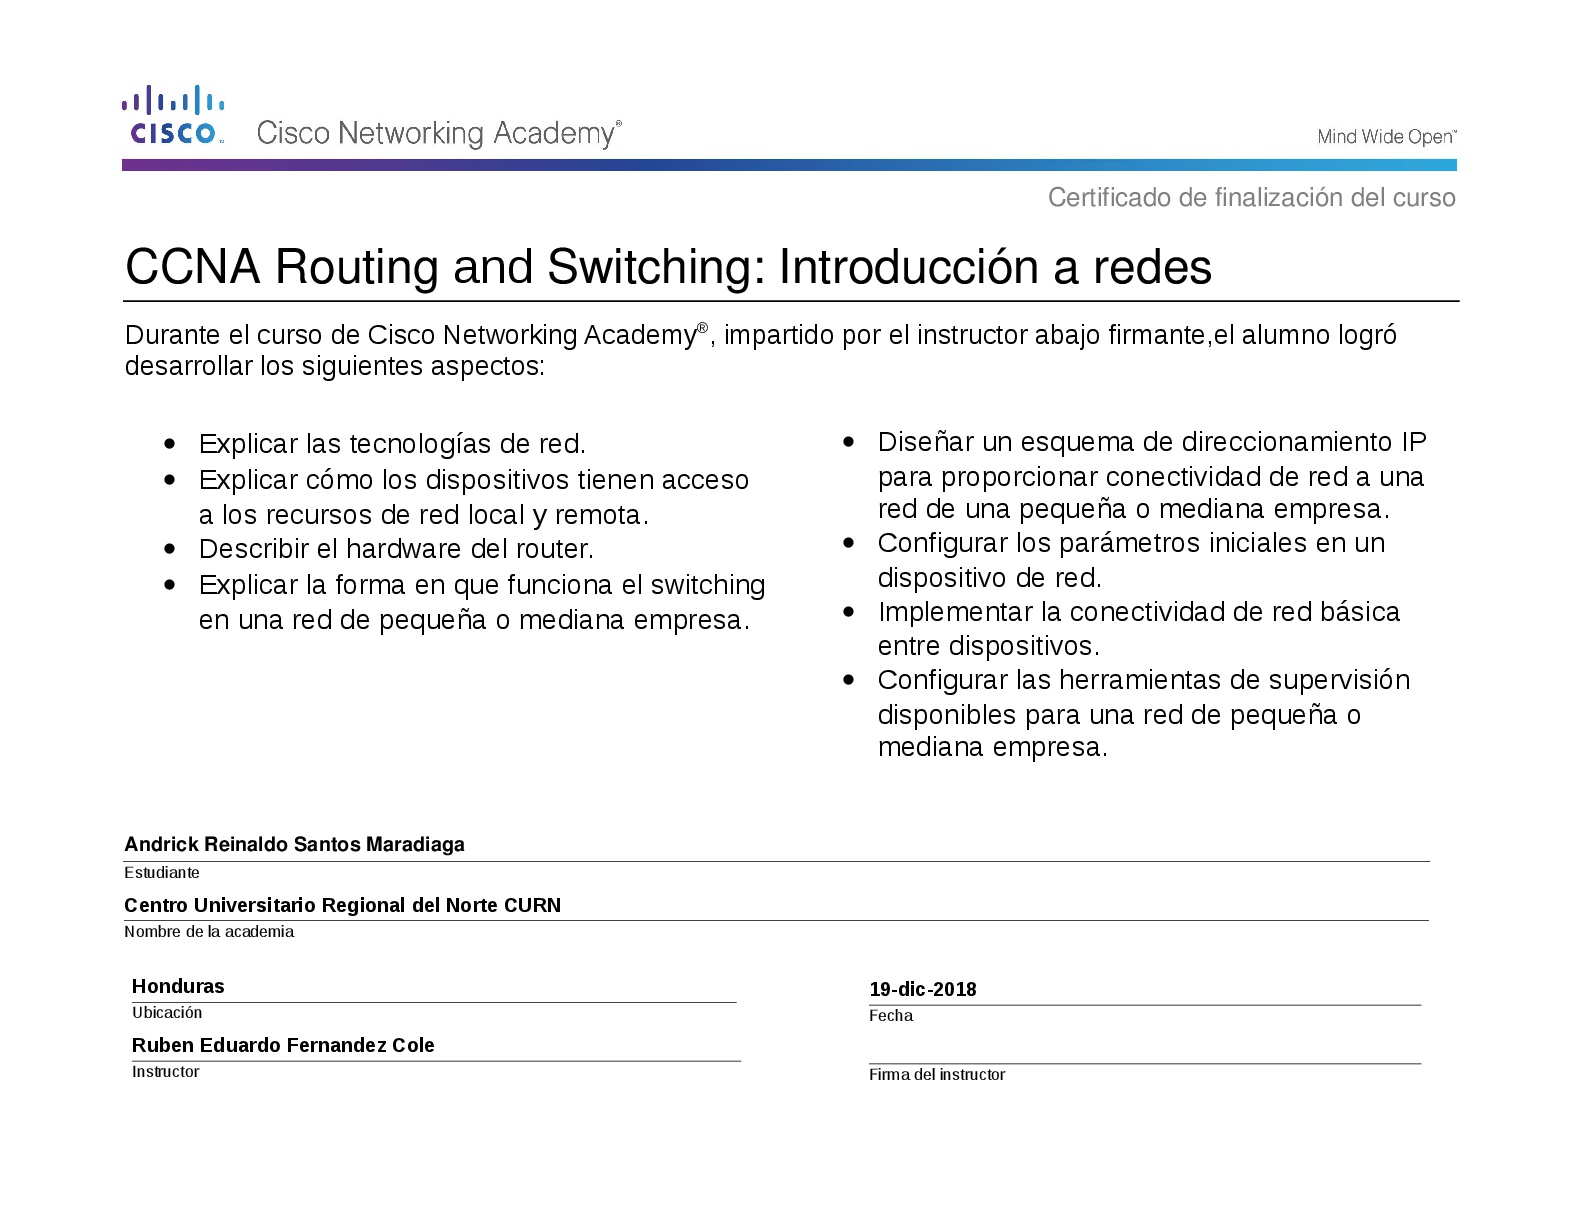 CISCO™ Cisco Networking Academy®
Mind Wide Open™
Certificado de finalización del curso
CCNA Routing and Switching: Introducción a redes
Durante el curso de Cisco Networking Academy®, impartido por el instructor abajo firmante,el alumno logró
desarrollar los siguientes aspectos:
• Explicar las tecnologías de red.
• Explicar cómo los dispositivos tienen acceso
a los recursos de red local y remota.
• Describir el hardware del router.
• Explicar la forma en que funciona el switching
en una red de pequeña o mediana empresa.
• Diseñar un esquema de direccionamiento IP
para proporcionar conectividad de red a una
red de una pequeña o mediana empresa.
• Configurar los parámetros iniciales en un
dispositivo de red.
• Implementar la conectividad de red básica
entre dispositivos.
• Configurar las herramientas de supervisión
disponibles para una red de pequeña o
mediana empresa.
Andrick Reinaldo Santos Maradiaga
Estudiante
Centro Universitario Regional del Norte CURN
Nombre de la academia
Honduras
Ubicación
19-dic-2018
Fecha
Ruben Eduardo Fernandez Cole
Instructor
Firma del instructor